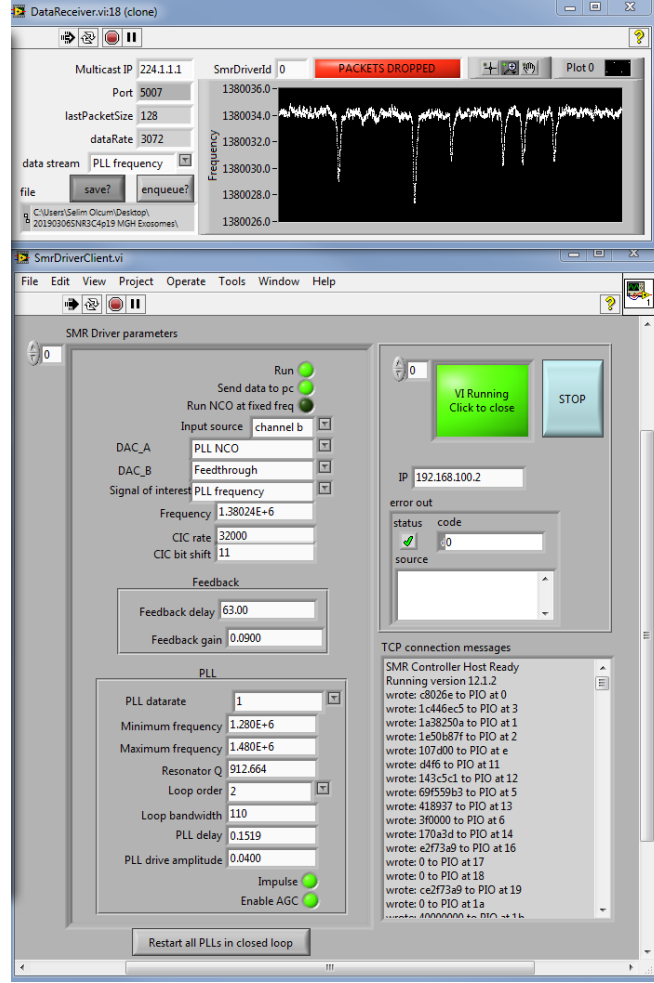 DataReceiver.vi:18 (clone)
Multicast IP 224.1.1.1 SmrDriverId 0 PACKETS DROPPED Plot 0
Port 5007
lastPacketSize 128
dataRate 3072
data stream PLL frequency
file save? enqueue?
C:\Users\Selim Olcum\Desktop\
20190306SNR3C4p19 MGH Exosomes\
Frequency
1380036.0
1380034.0
1380032.0
1380030.0
1380028.0
1380026.0
SmrDriverClient.vi
File Edit View Project Operate Tools Window Help
1
SMR Driver parameters
0
Run
Send data to pc
Run NCO at fixed freq
Input source channel b
DAC_A PLL NCO
DAC_B Feedthrough
Signal of interest PLL frequency
Frequency 1.38024E+6
CIC rate 32000
CIC bit shift 11
Feedback
Feedback delay 63.00
Feedback gain 0.0900
PLL
PLL datarate 1
Minimum frequency 1.280E+6
Maximum frequency 1.480E+6
Resonator Q 912.664
Loop order 2
Loop bandwidth 110
PLL delay 0.1519
PLL drive amplitude 0.0400
Impulse
Enable AGC
Restart all PLLs in closed loop
0
VI Running
Click to close
STOP
IP 192.168.100.2
error out
status code
0
source
TCP connection messages
SMR Controller Host Ready
Running version 12.1.2
wrote: c8026e to PIO at 0
wrote: 1c446ec5 to PIO at 3
wrote: 1a38250a to PIO at 1
wrote: 1e50b87f to PIO at 2
wrote: 107d00 to PIO at e
wrote: d4f6 to PIO at 11
wrote: 143c5c1 to PIO at 12
wrote: 69f559b3 to PIO at 5
wrote: 418937 to PIO at 13
wrote: 3f0000 to PIO at 6
wrote: 170a3d to PIO at 14
wrote: e2f73a9 to PIO at 16
wrote: 0 to PIO at 17
wrote: 0 to PIO at 18
wrote: ce2f73a9 to PIO at 19
wrote: 0 to PIO at 1a
wrote: 40000000 to PIO at 1b